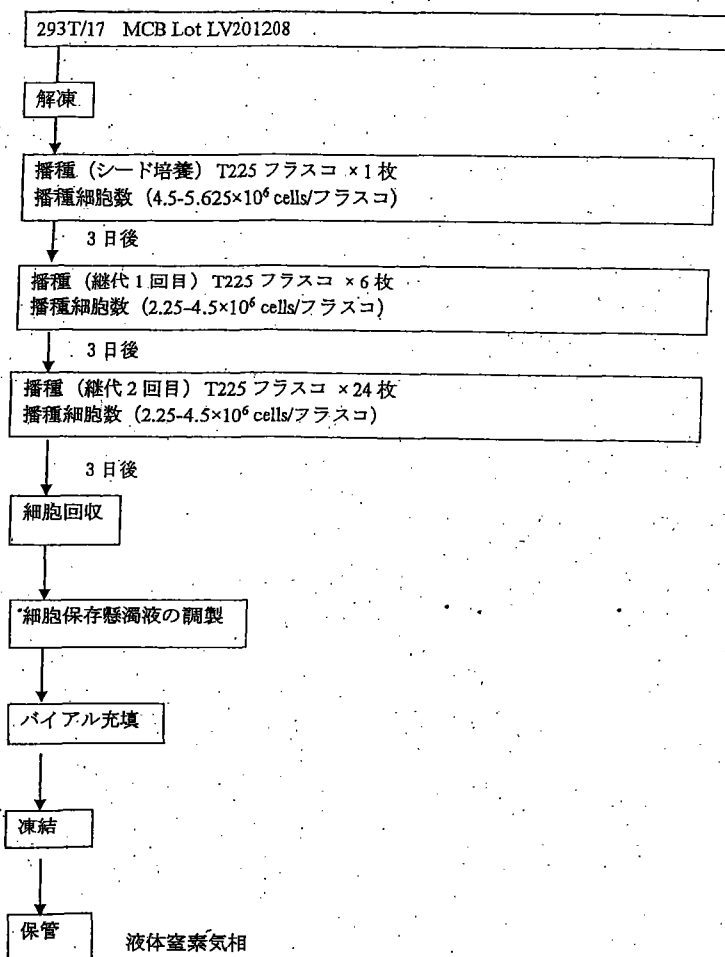 293T/17 MCB Lot LV201208
解凍
播種（シード培養）T225 フラスコ ×1 枚
播種細胞数（4.5-5.625×10⁶ cells/フラスコ）
3 日後
播種（継代 1 回目）T225 フラスコ ×6 枚
播種細胞数（2.25-4.5×10⁶ cells/フラスコ）
3 日後
播種（継代 2 回目）T225 フラスコ ×24 枚
播種細胞数（2.25-4.5×10⁶ cells/フラスコ）
3 日後
細胞回収
細胞保存懸濁液の調製
バイアル充填
凍結
保管
液体窒素気相